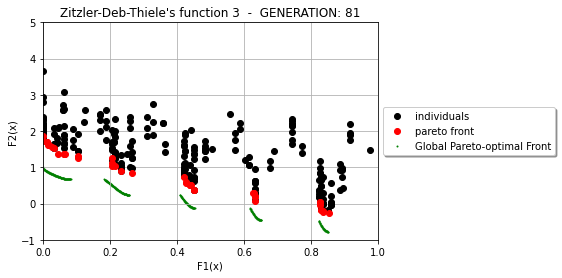 Zitzler-Deb-Thiele's function 3 - GENERATION: 81
5
4
3
2
1
0
−1
F2(x)
0.0 0.2 0.4 0.6 0.8 1.0
F1(x)
individuals
pareto front
Global Pareto-optimal Front